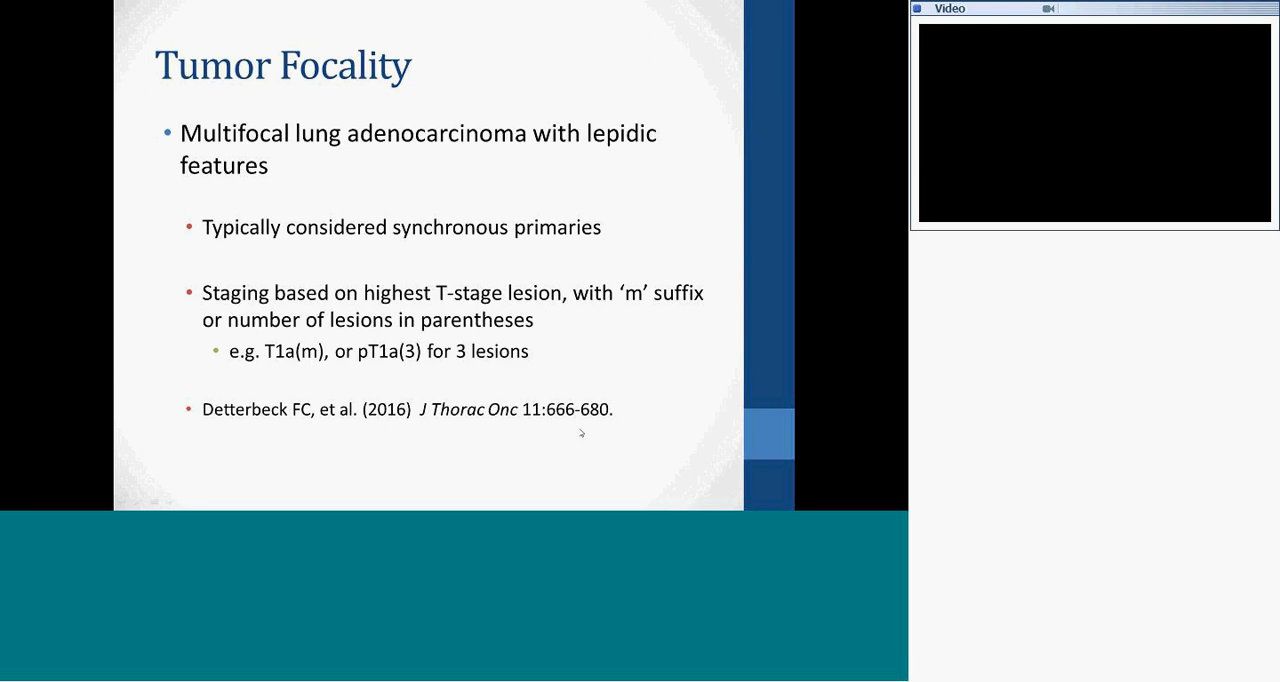 Video
Tumor Focality
• Multifocal lung adenocarcinoma with lepidic
features
• Typically considered synchronous primaries
• Staging based on highest T-stage lesion, with ‘m’ suffix
or number of lesions in parentheses
• e.g. T1a(m), or pT1a(3) for 3 lesions
• Detterbeck FC, et al. (2016) J Thorac Onc 11:666-680.